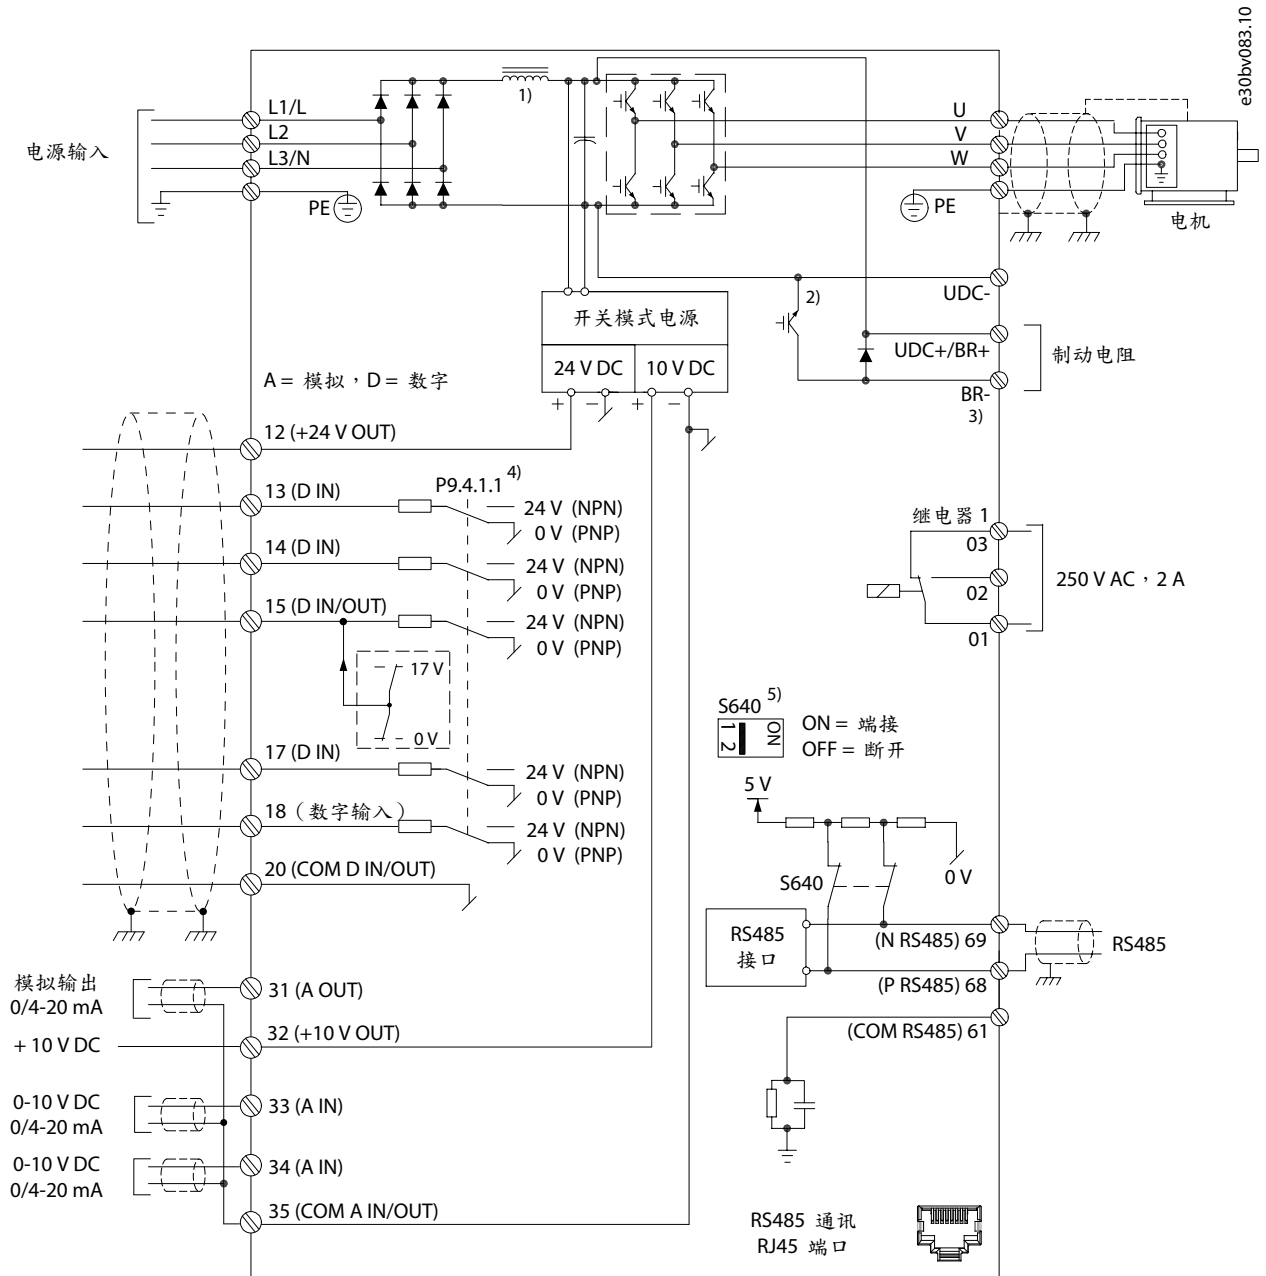 e30bv083.10
电源输入
L1/L
L2
L3/N
PE
1)
U
V
W
PE
电机
UDC-
2)
UDC+/BR+
制动电阻
BR-
3)
开关模式电源
24 V DC
10 V DC
+ − + −
A = 模拟，D = 数字
12 (+24 V OUT)
13 (D IN)
P9.4.1.1 4)
24 V (NPN)
0 V (PNP)
14 (D IN)
24 V (NPN)
0 V (PNP)
15 (D IN/OUT)
24 V (NPN)
0 V (PNP)
17 V
0 V
17 (D IN)
24 V (NPN)
0 V (PNP)
18（数字输入）
24 V (NPN)
0 V (PNP)
20 (COM D IN/OUT)
继电器 1
03
02
01
250 V AC，2 A
S640 5)
1 2
ON
ON = 端接
OFF = 断开
5 V
S640
0 V
RS485
接口
(N RS485) 69
(P RS485) 68
RS485
(COM RS485) 61
模拟输出
0/4-20 mA
31 (A OUT)
+ 10 V DC
32 (+10 V OUT)
0-10 V DC
0/4-20 mA
33 (A IN)
0-10 V DC
0/4-20 mA
34 (A IN)
35 (COM A IN/OUT)
RS485 通讯
RJ45 端口